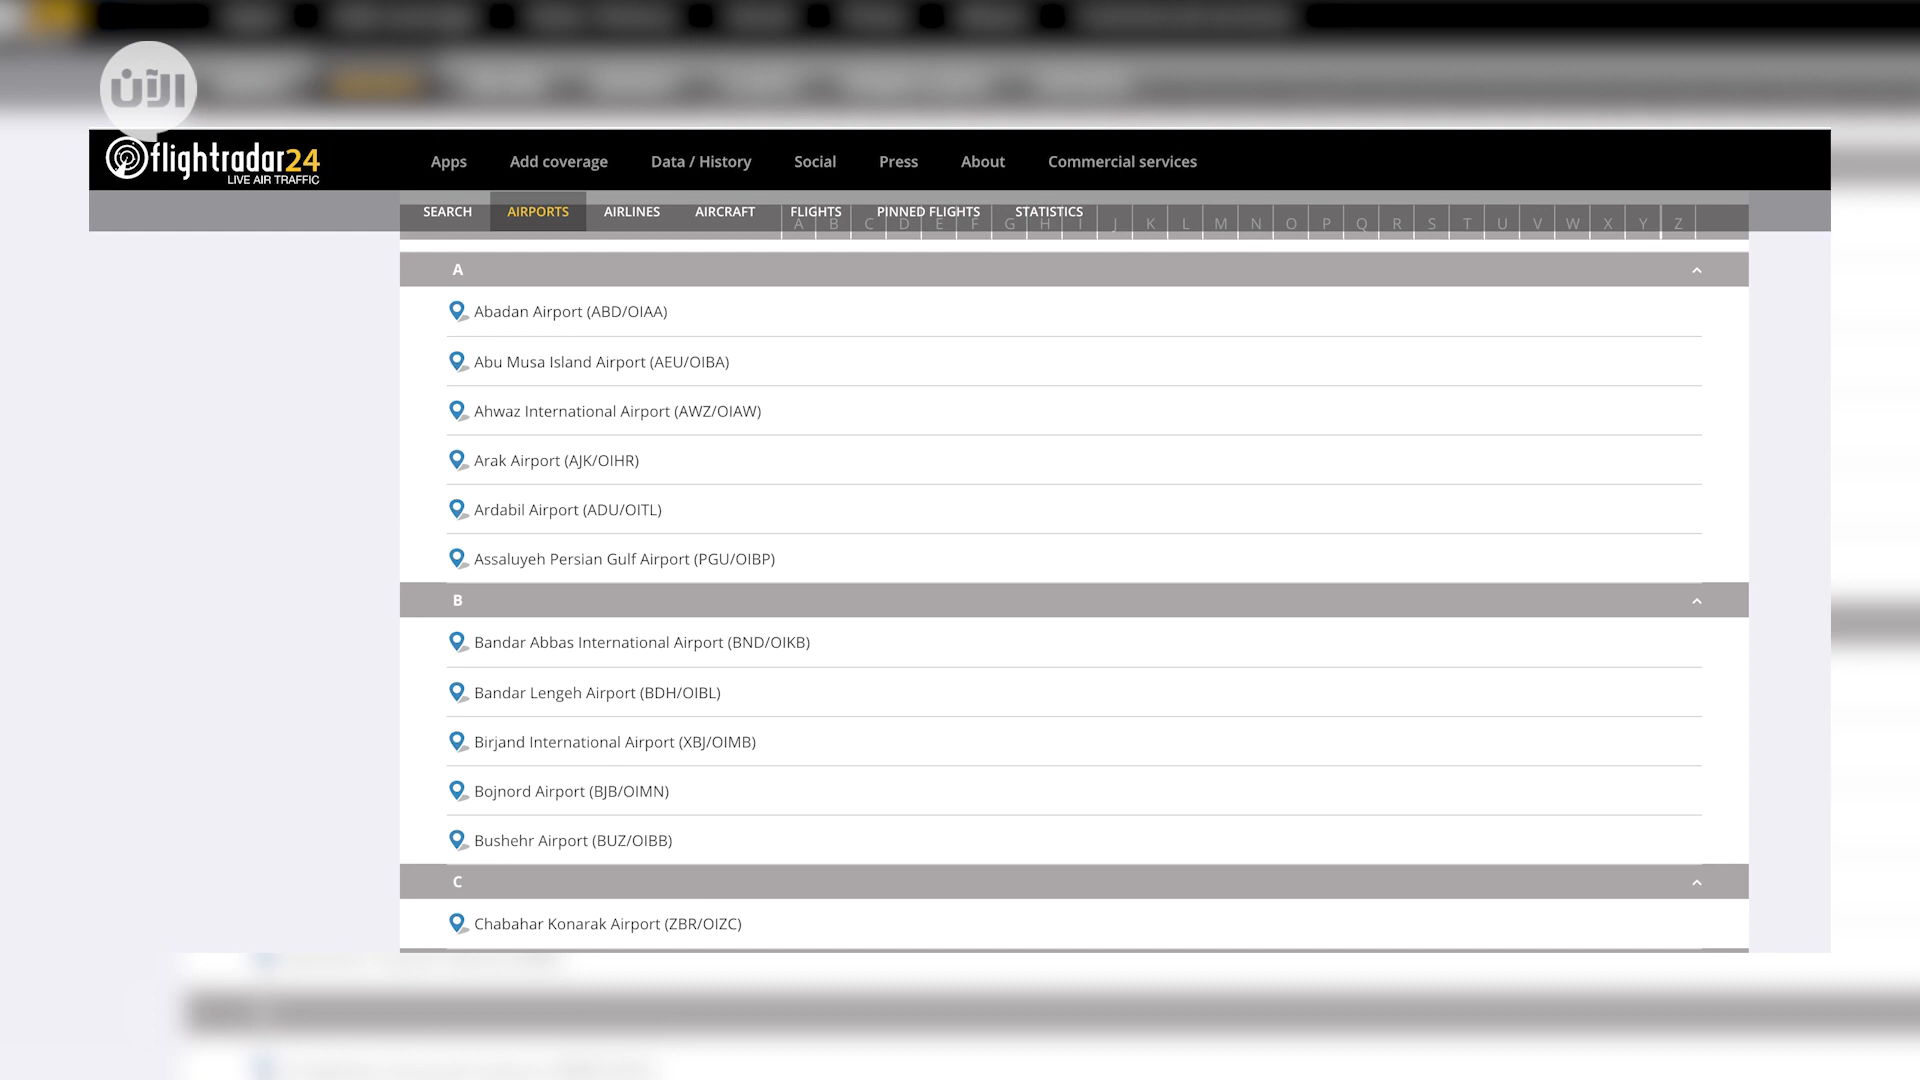 الآن
flightradar24
LIVE AIR TRAFFIC
Apps Add coverage Data / History Social Press About Commercial services
SEARCH AIRPORTS AIRLINES AIRCRAFT FLIGHTS PINNED FLIGHTS STATISTICS
A B C D E F G H I J K L M N O P Q R S T U V W X Y Z
A
Abadan Airport (ABD/OIAA)
Abu Musa Island Airport (AEU/OIBA)
Ahwaz International Airport (AWZ/OIAW)
Arak Airport (AJK/OIHR)
Ardabil Airport (ADU/OITL)
Assaluyeh Persian Gulf Airport (PGU/OIBP)
B
Bandar Abbas International Airport (BND/OIKB)
Bandar Lengeh Airport (BDH/OIBL)
Birjand International Airport (XBJ/OIMB)
Bojnord Airport (BJB/OIMN)
Bushehr Airport (BUZ/OIBB)
C
Chabahar Konarak Airport (ZBR/OIZC)